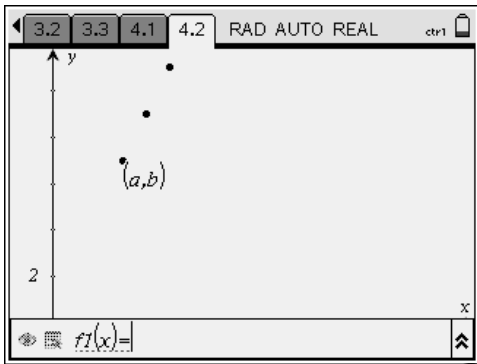 3.2 3.3 4.1 4.2 RAD AUTO REAL ctrl
y
(a,b)
2
x
f1(x)=